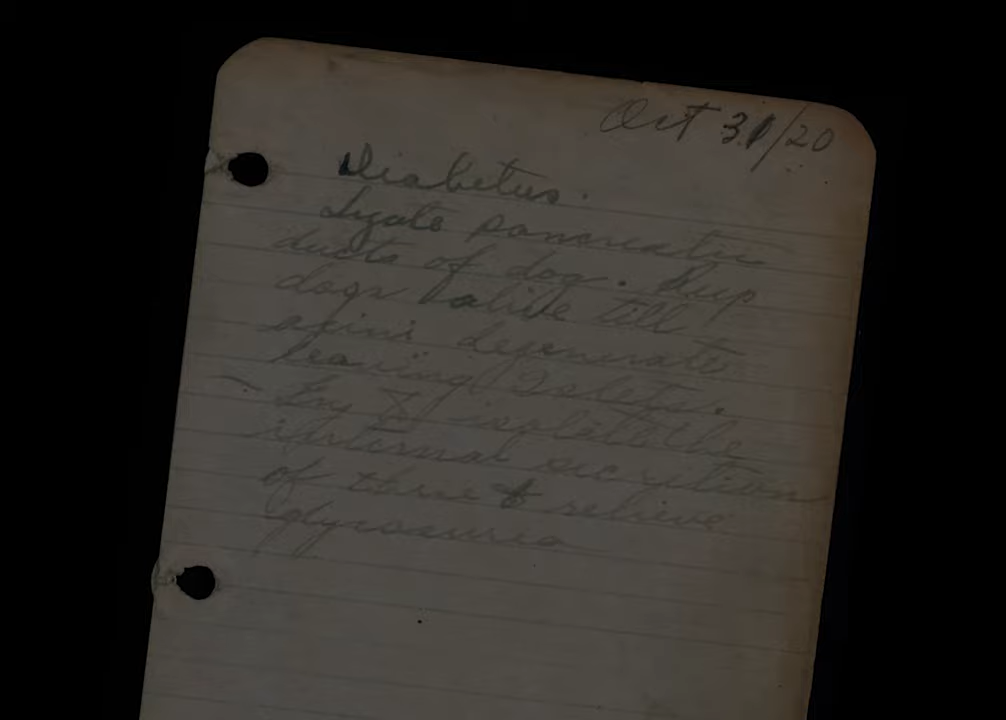 Oct 31/20
Diabetus.
Ligate pancreatic
ducts of dog. Keep
dogs alive till
acini degenerate
leaving Islets.
Try to isolate the
internal secretion
of these to relieve
glycosurea